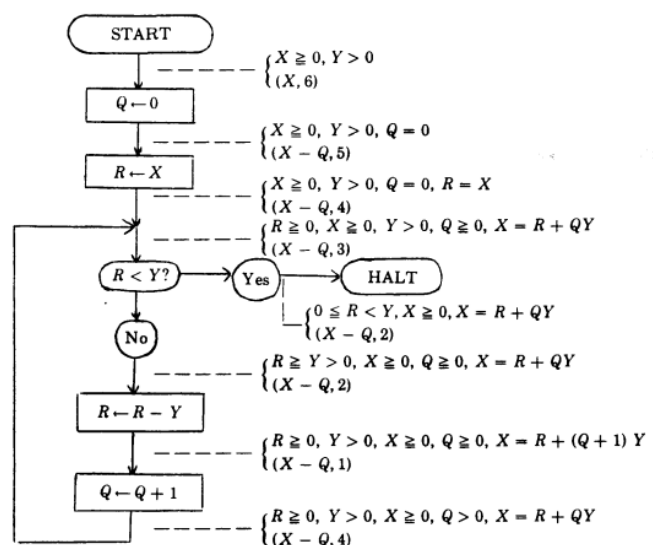 START
X ≧ 0, Y > 0
(X, 6)
Q ← 0
X ≧ 0, Y > 0, Q = 0
(X − Q, 5)
R ← X
X ≧ 0, Y > 0, Q = 0, R = X
(X − Q, 4)
R ≧ 0, X ≧ 0, Y > 0, Q ≧ 0, X = R + QY
(X − Q, 3)
R < Y?
Yes
HALT
0 ≦ R < Y, X ≧ 0, X = R + QY
(X − Q, 2)
No
R ≧ Y > 0, X ≧ 0, Q ≧ 0, X = R + QY
(X − Q, 2)
R ← R − Y
R ≧ 0, Y > 0, X ≧ 0, Q ≧ 0, X = R + (Q + 1) Y
(X − Q, 1)
Q ← Q + 1
R ≧ 0, Y > 0, X ≧ 0, Q > 0, X = R + QY
(X − Q, 4)